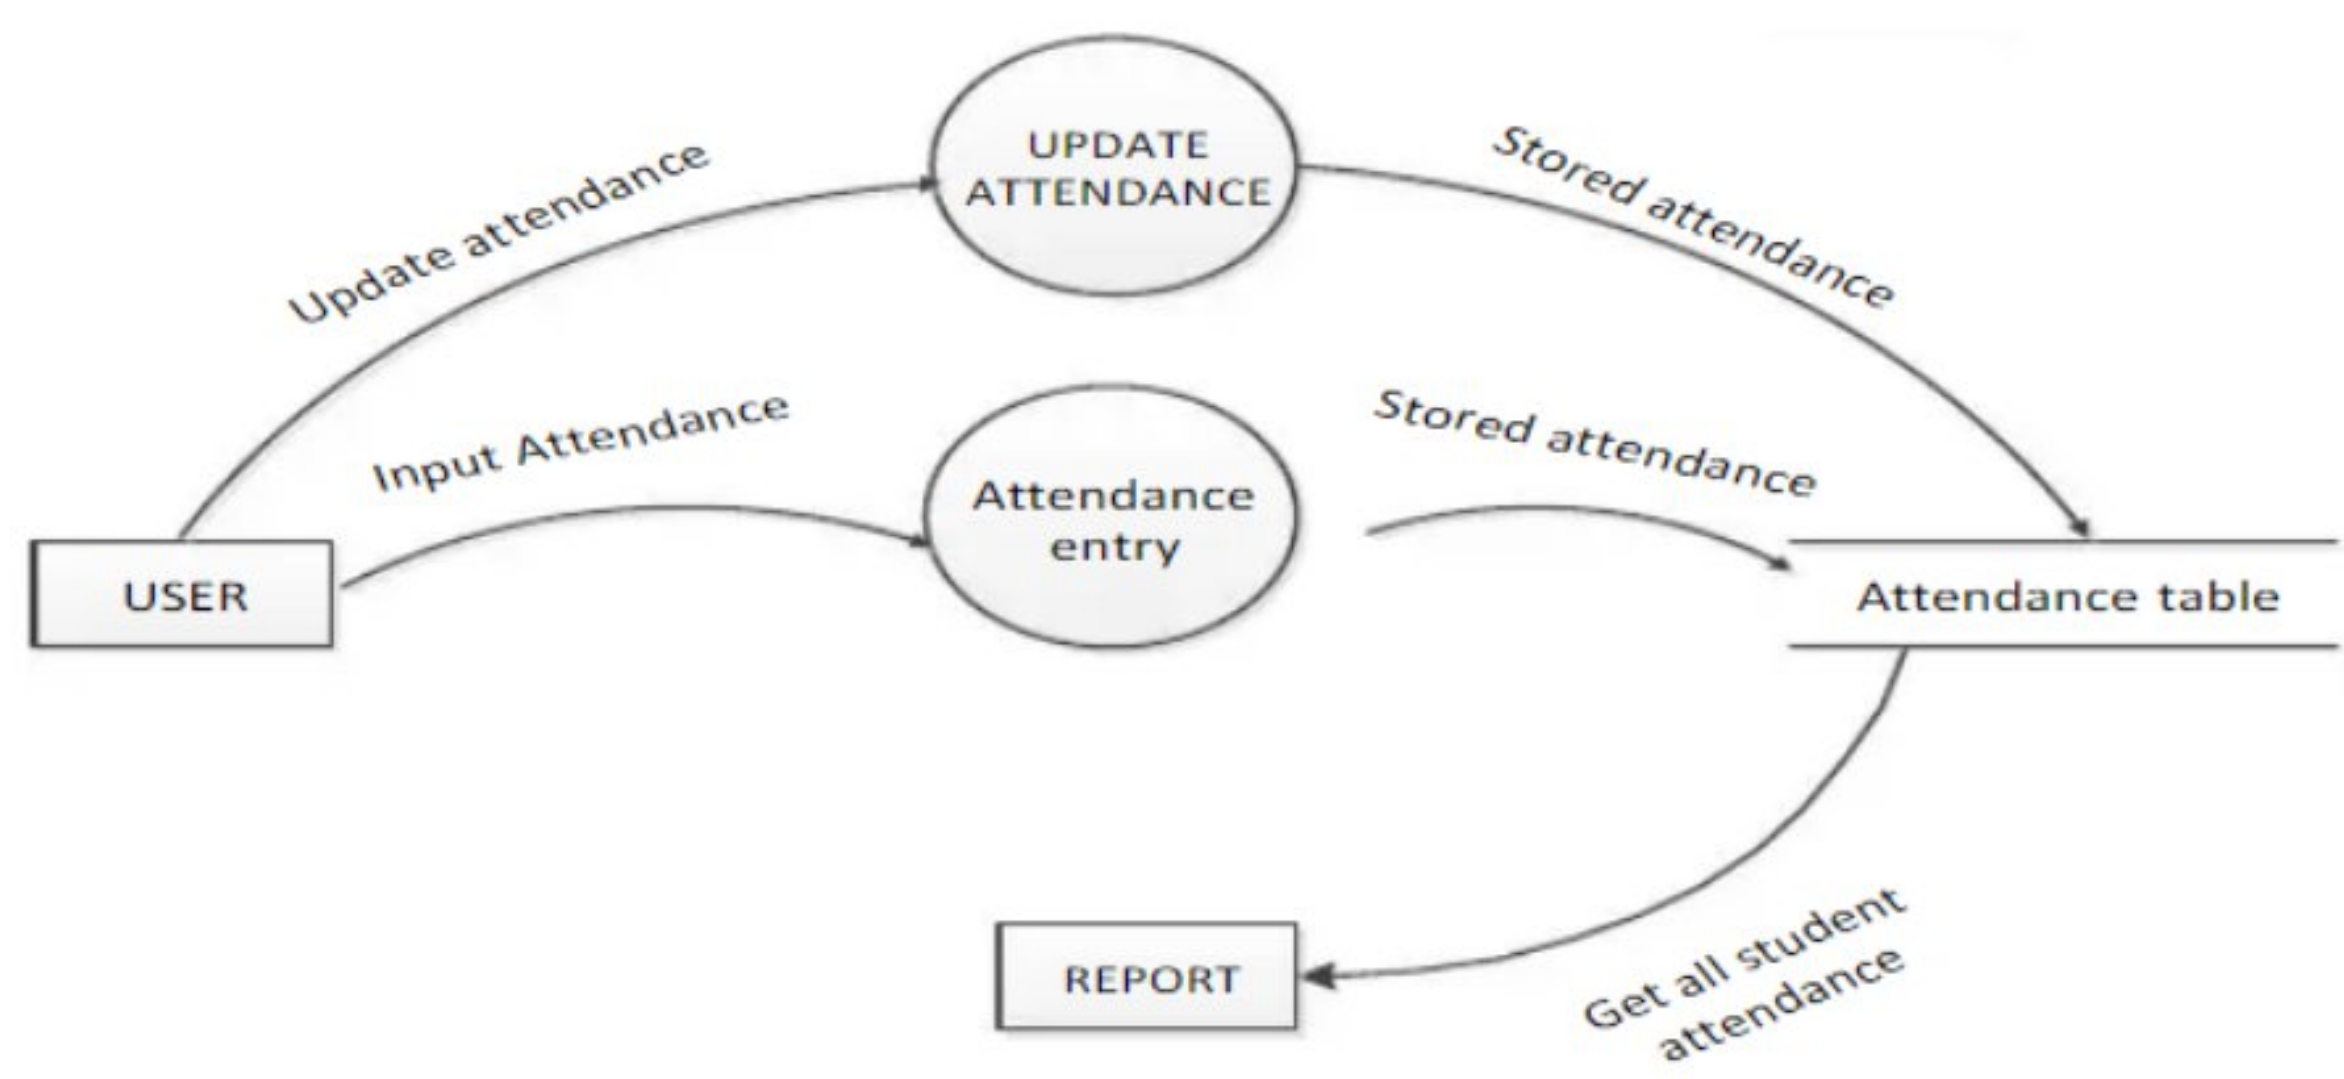 UPDATE
ATTENDANCE
Update attendance
Stored attendance
Input Attendance
Attendance
entry
Stored attendance
USER
Attendance table
REPORT
Get all student
attendance